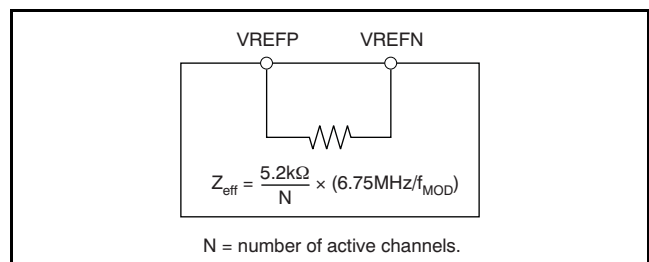 VREFP VREFN
Z_eff = 5.2kΩ/N × (6.75MHz/f_MOD)
N = number of active channels.